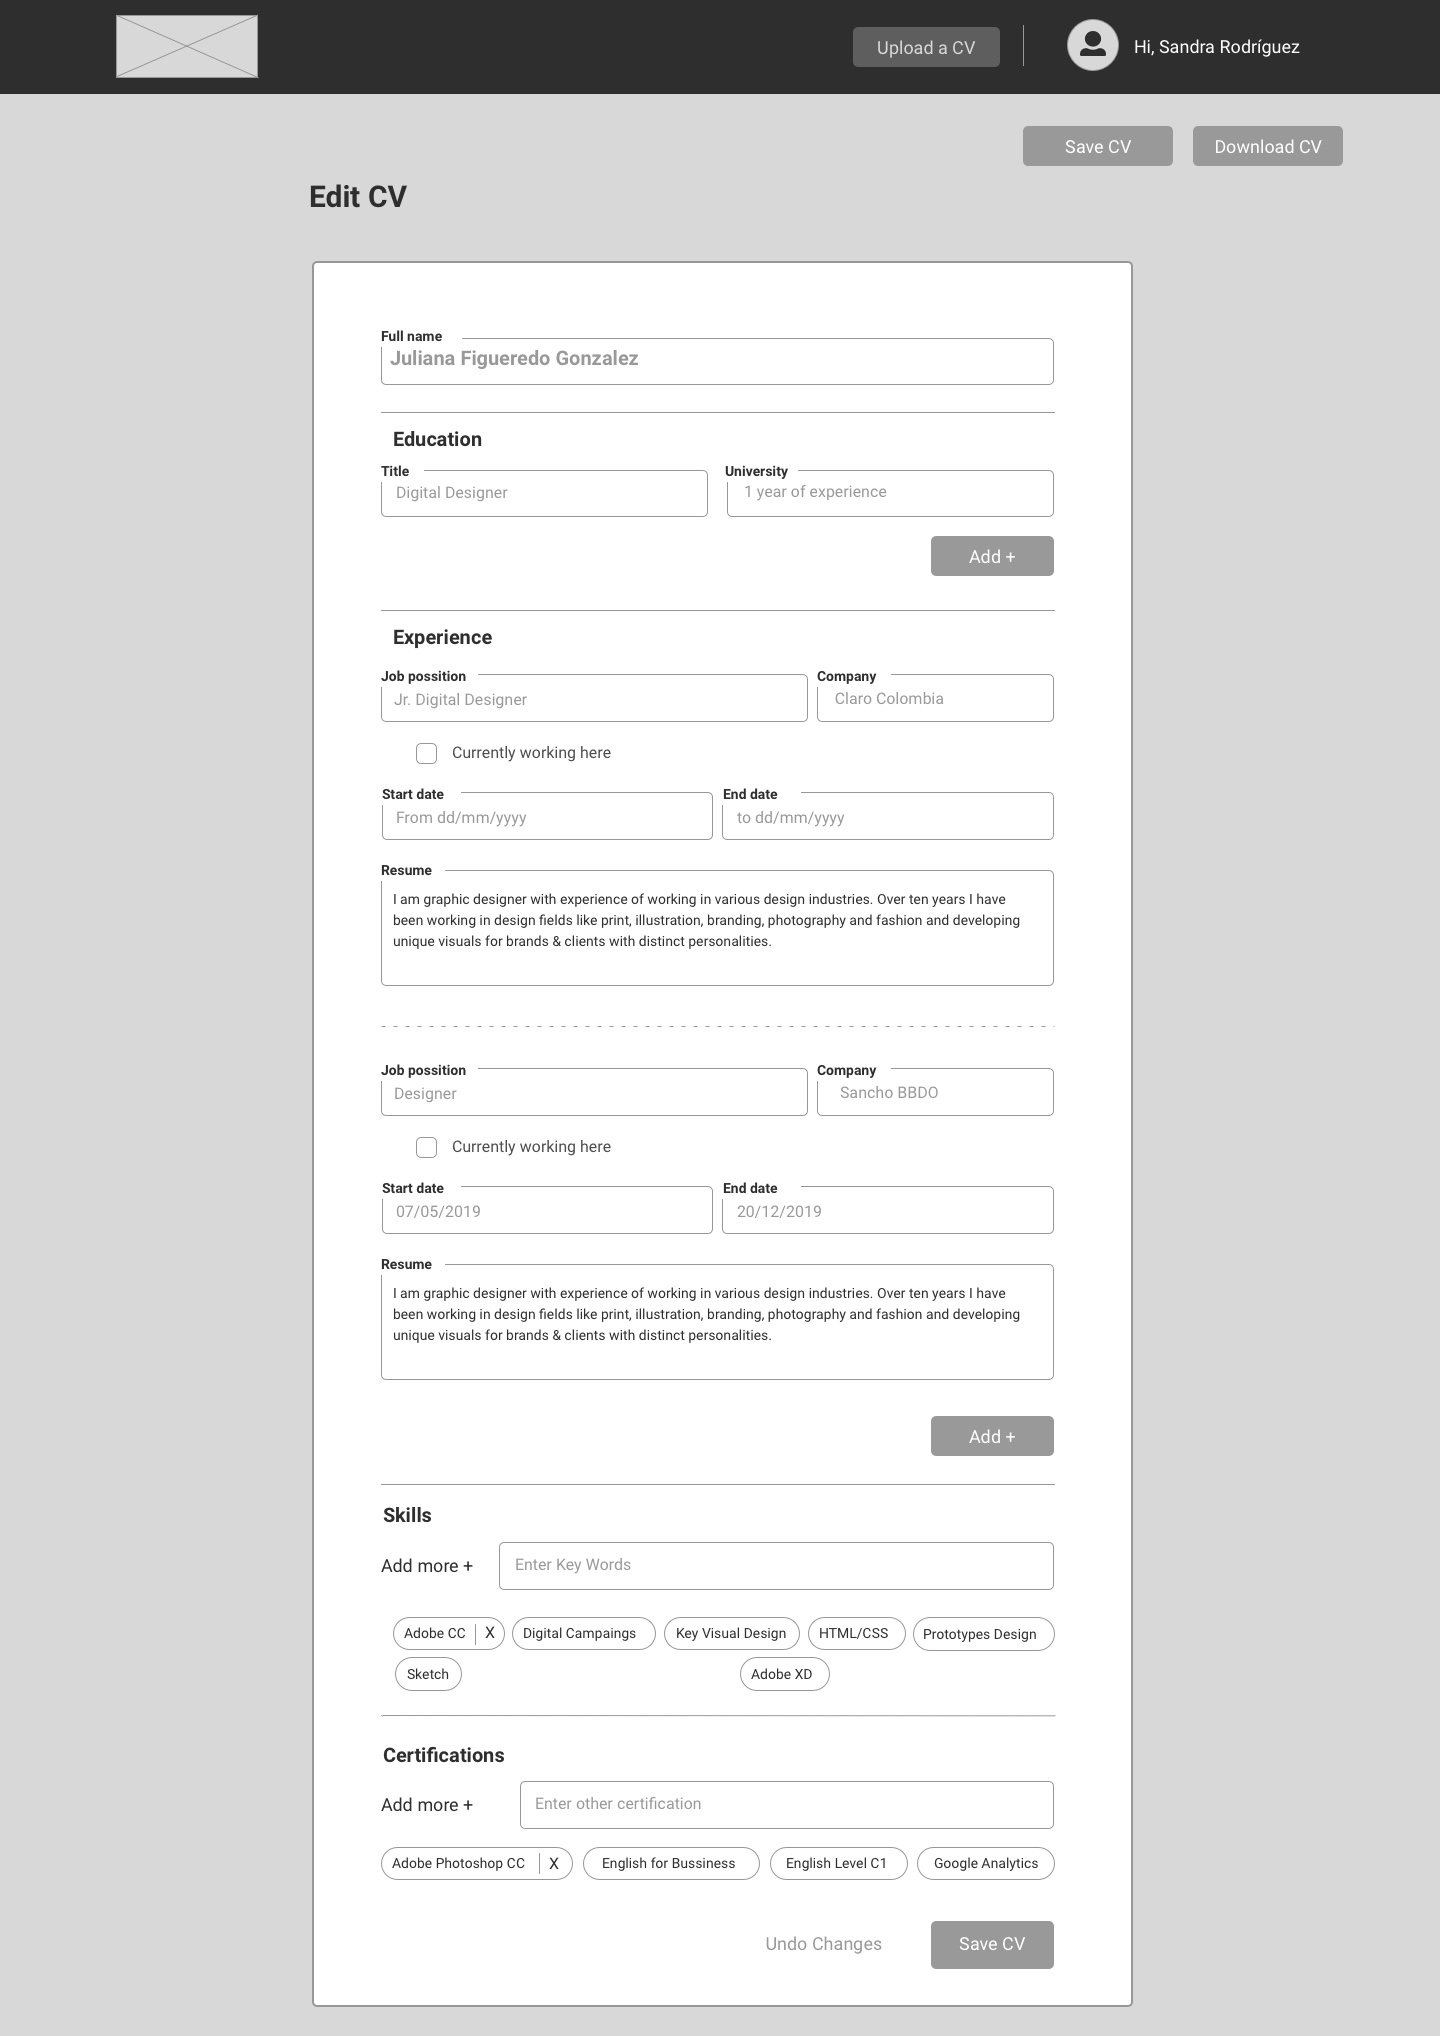 Upload a CV
Hi, Sandra Rodríguez
Save CV
Download CV
Edit CV
Full name
Juliana Figueredo Gonzalez
Education
Title
University
Digital Designer
1 year of experience
Add +
Experience
Job possition
Company
Jr. Digital Designer
Claro Colombia
Currently working here
Start date
End date
From dd/mm/yyyy
to dd/mm/yyyy
Resume
I am graphic designer with experience of working in various design industries. Over ten years I have
been working in design fields like print, illustration, branding, photography and fashion and developing
unique visuals for brands & clients with distinct personalities.
Job possition
Company
Designer
Sancho BBDO
Currently working here
Start date
End date
07/05/2019
20/12/2019
Resume
I am graphic designer with experience of working in various design industries. Over ten years I have
been working in design fields like print, illustration, branding, photography and fashion and developing
unique visuals for brands & clients with distinct personalities.
Add +
Skills
Add more +
Enter Key Words
Adobe CC X
Digital Campaings
Key Visual Design
HTML/CSS
Prototypes Design
Sketch
Adobe XD
Certifications
Add more +
Enter other certification
Adobe Photoshop CC X
English for Bussiness
English Level C1
Google Analytics
Undo Changes
Save CV